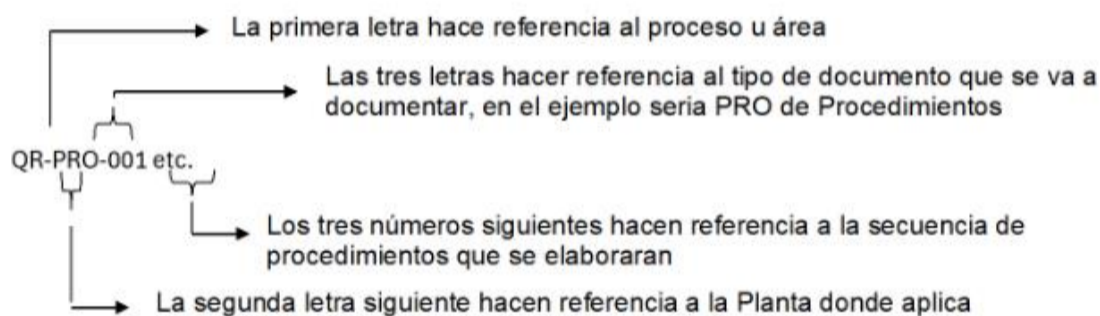 La primera letra hace referencia al proceso u área
Las tres letras hacer referencia al tipo de documento que se va a
documentar, en el ejemplo seria PRO de Procedimientos
QR-PRO-001 etc.
Los tres números siguientes hacen referencia a la secuencia de
procedimientos que se elaboraran
La segunda letra siguiente hacen referencia a la Planta donde aplica